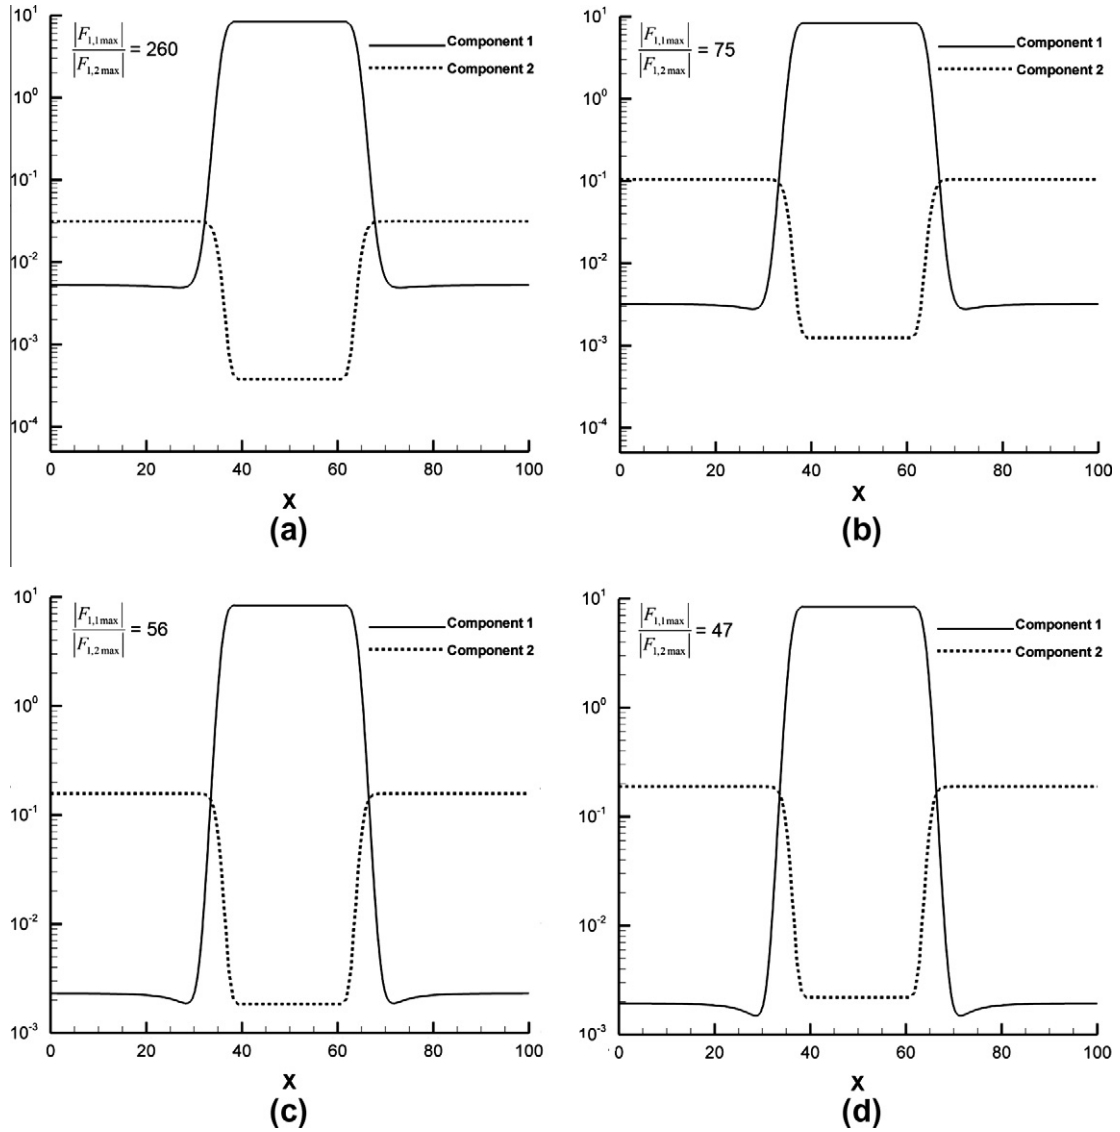 |F1,1max| / |F1,2max| = 260
Component 1
Component 2
10^1
10^0
10^-1
10^-2
10^-3
10^-4
0 20 40 60 80 100
X
(a)
|F1,1max| / |F1,2max| = 75
Component 1
Component 2
10^1
10^0
10^-1
10^-2
10^-3
10^-4
0 20 40 60 80 100
X
(b)
|F1,1max| / |F1,2max| = 56
Component 1
Component 2
10^1
10^0
10^-1
10^-2
10^-3
0 20 40 60 80 100
X
(c)
|F1,1max| / |F1,2max| = 47
Component 1
Component 2
10^1
10^0
10^-1
10^-2
10^-3
0 20 40 60 80 100
X
(d)